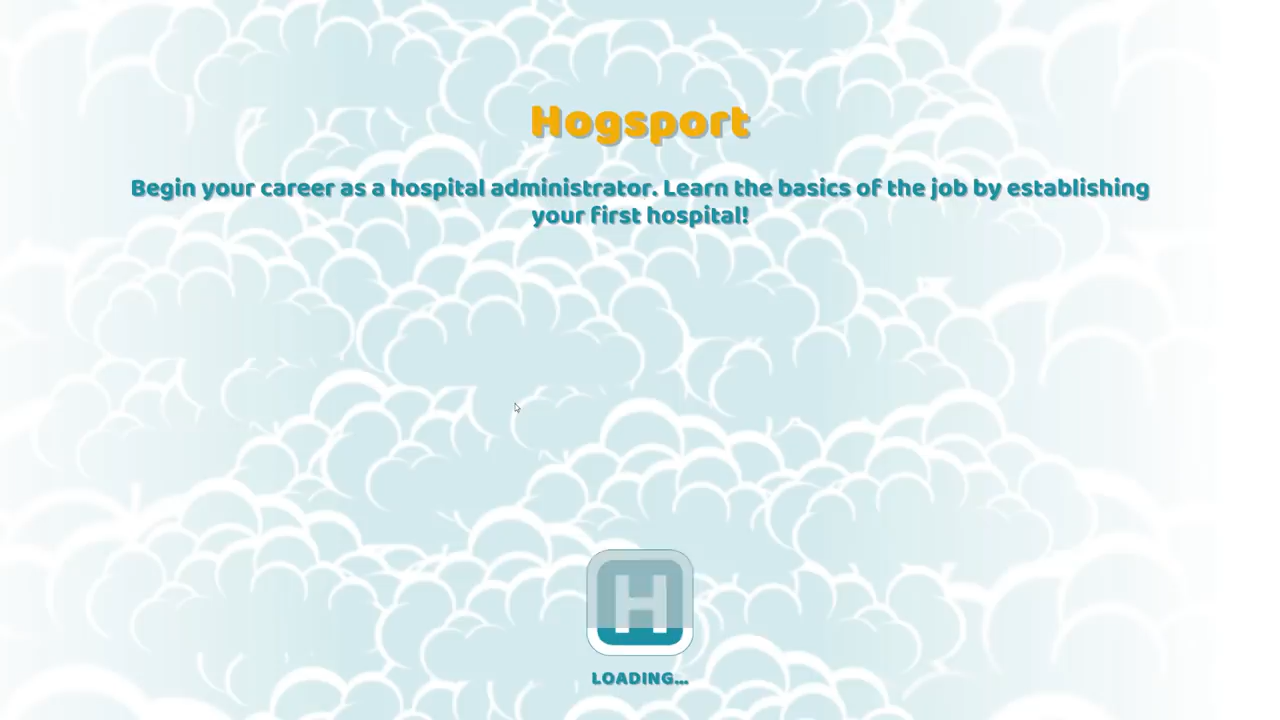 Hogsport
Begin your career as a hospital administrator. Learn the basics of the job by establishing
your first hospital!
H
LOADING...